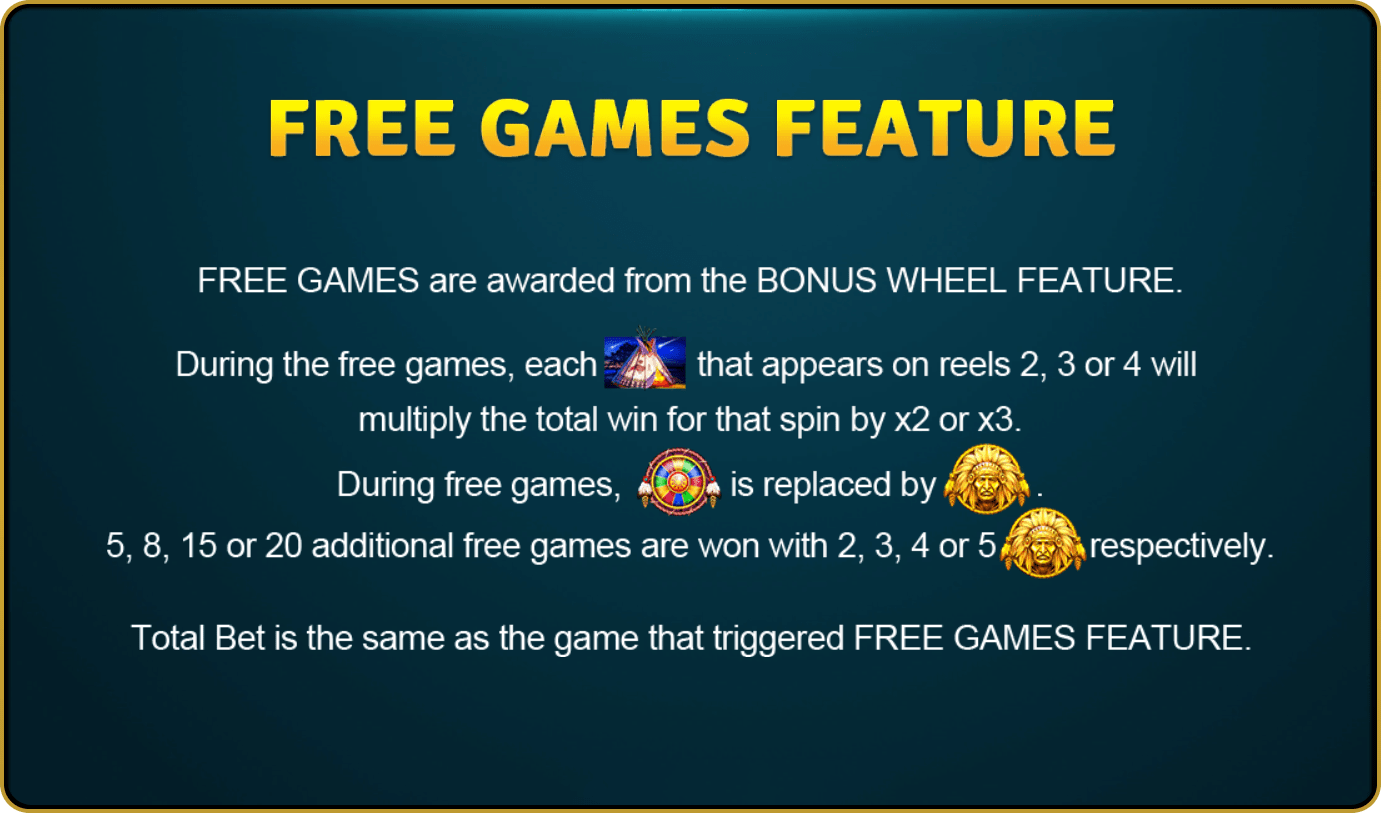 FREE GAMES FEATURE
FREE GAMES are awarded from the BONUS WHEEL FEATURE.
During the free games, each that appears on reels 2, 3 or 4 will
multiply the total win for that spin by x2 or x3.
During free games, is replaced by .
5, 8, 15 or 20 additional free games are won with 2, 3, 4 or 5 respectively.
Total Bet is the same as the game that triggered FREE GAMES FEATURE.